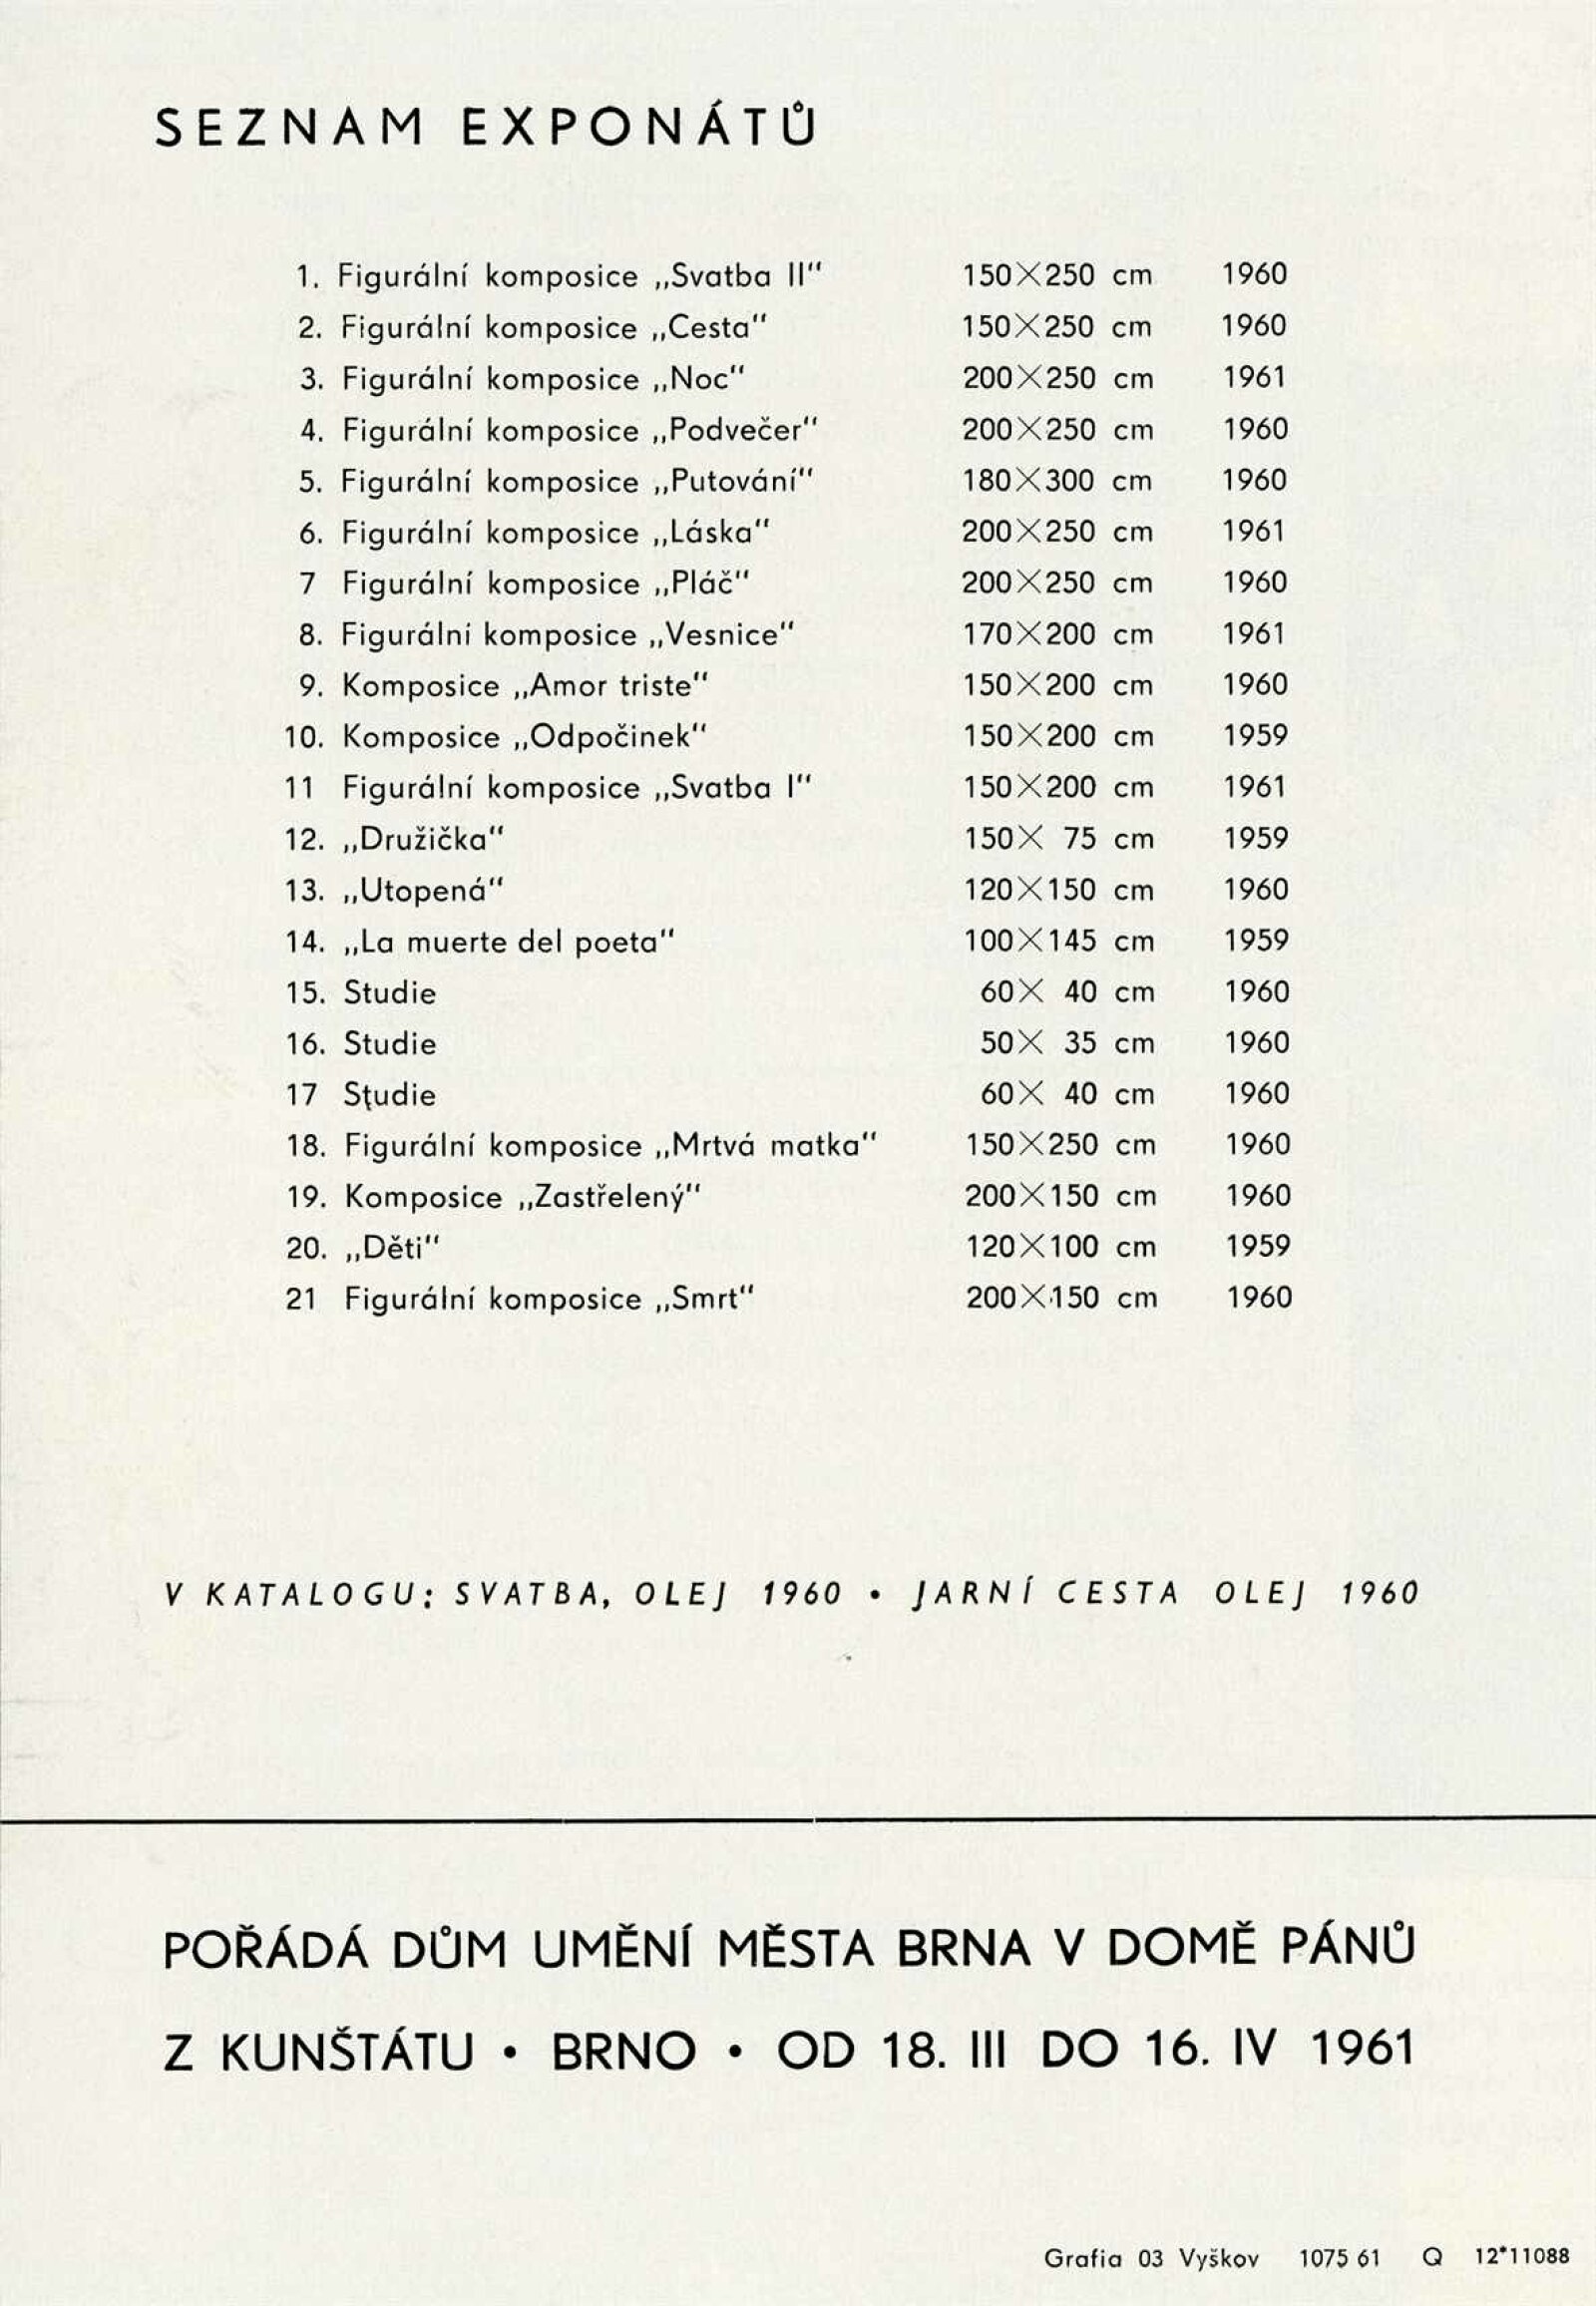 SEZNAM EXPONÁTŮ
1. Figurální komposice „Svatba II" 150×250 cm 1960
2. Figurální komposice „Cesta" 150×250 cm 1960
3. Figurální komposice „Noc" 200×250 cm 1961
4. Figurální komposice „Podvečer" 200×250 cm 1960
5. Figurální komposice „Putování" 180×300 cm 1960
6. Figurální komposice „Láska" 200×250 cm 1961
7 Figurální komposice „Pláč" 200×250 cm 1960
8. Figurální komposice „Vesnice" 170×200 cm 1961
9. Komposice „Amor triste" 150×200 cm 1960
10. Komposice „Odpočinek" 150×200 cm 1959
11 Figurální komposice „Svatba I" 150×200 cm 1961
12. „Družička" 150× 75 cm 1959
13. „Utopená" 120×150 cm 1960
14. „La muerte del poeta" 100×145 cm 1959
15. Studie 60× 40 cm 1960
16. Studie 50× 35 cm 1960
17 Studie 60× 40 cm 1960
18. Figurální komposice „Mrtvá matka" 150×250 cm 1960
19. Komposice „Zastřelený" 200×150 cm 1960
20. „Děti" 120×100 cm 1959
21 Figurální komposice „Smrt" 200×150 cm 1960
V KATALOGU: SVATBA, OLEJ 1960 • JARNÍ CESTA OLEJ 1960
POŘÁDÁ DŮM UMĚNÍ MĚSTA BRNA V DOMĚ PÁNŮ
Z KUNŠTÁTU • BRNO • OD 18. III DO 16. IV 1961
Grafia 03 Vyškov 1075 61 Q 12*11088